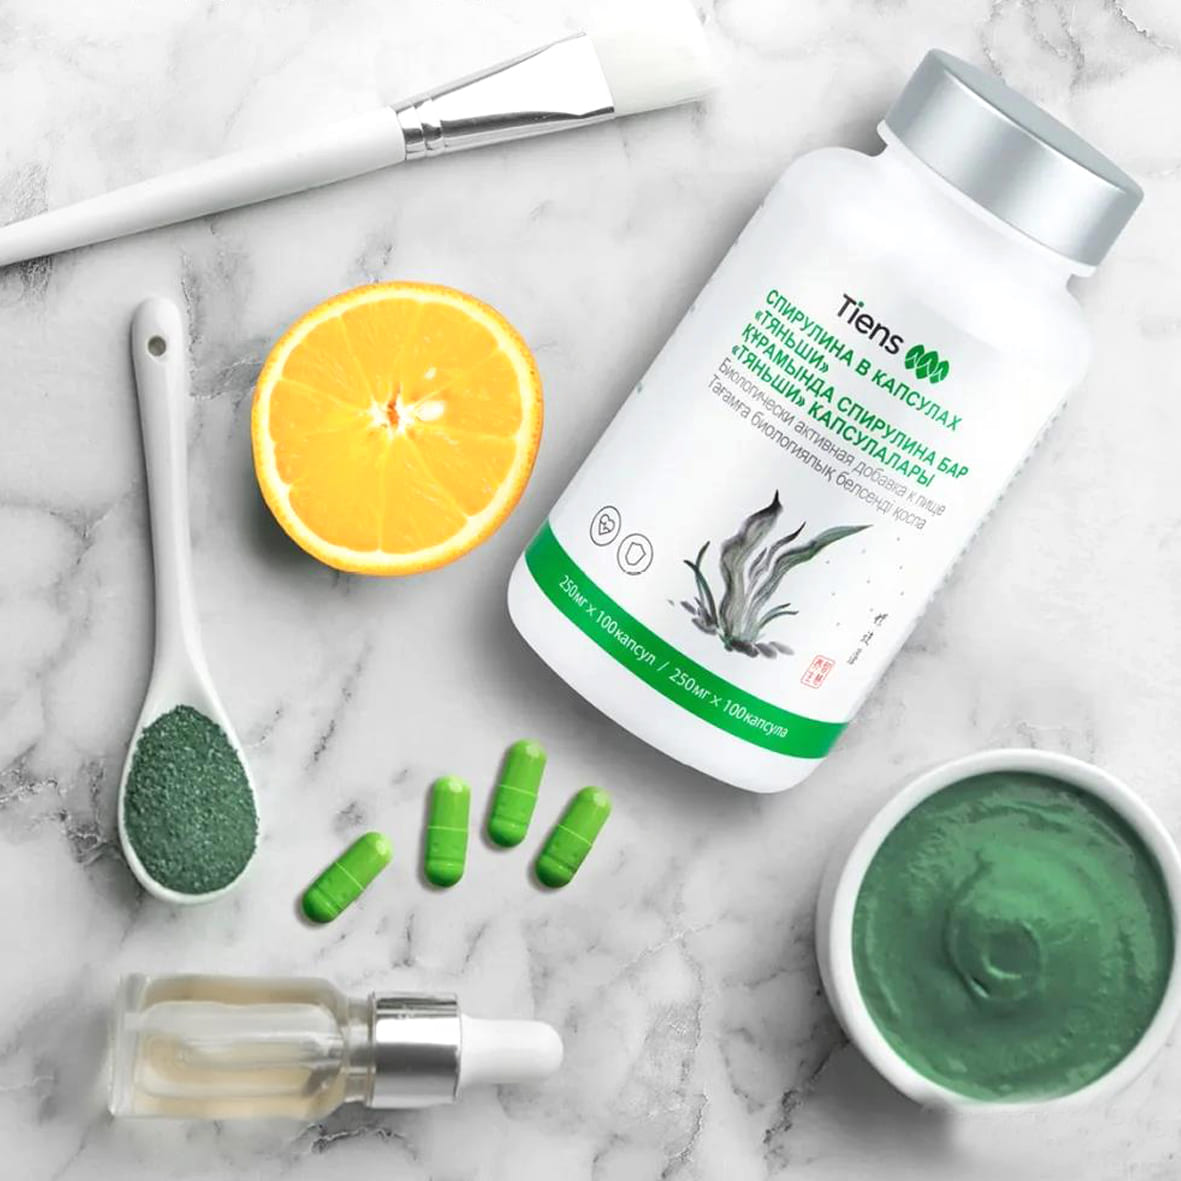 Tiens
СПИРУЛИНА В КАПСУЛАХ
«ТЯНЬШИ»
ҚҰРАМЫНДА СПИРУЛИНА БАР
«ТЯНЬШИ» КАПСУЛАЛАРЫ
Биологически активная добавка к пище
Тағамға биологиялық белсенді қоспа
250мг х 100капсул / 250мг х 100капсула